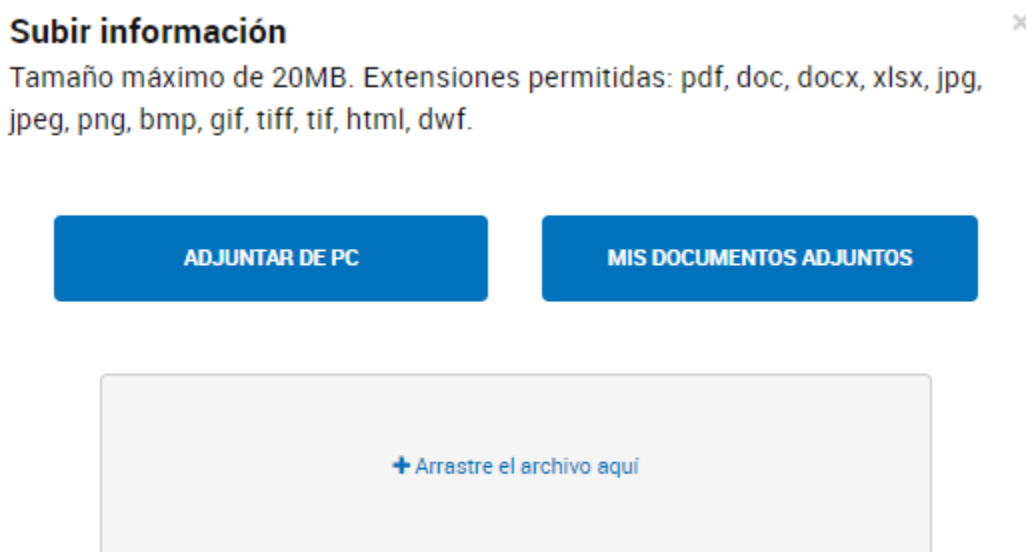 Subir información
Tamaño máximo de 20MB. Extensiones permitidas: pdf, doc, docx, xlsx, jpg,
jpeg, png, bmp, gif, tiff, tif, html, dwf.
ADJUNTAR DE PC
MIS DOCUMENTOS ADJUNTOS
+ Arrastre el archivo aquí